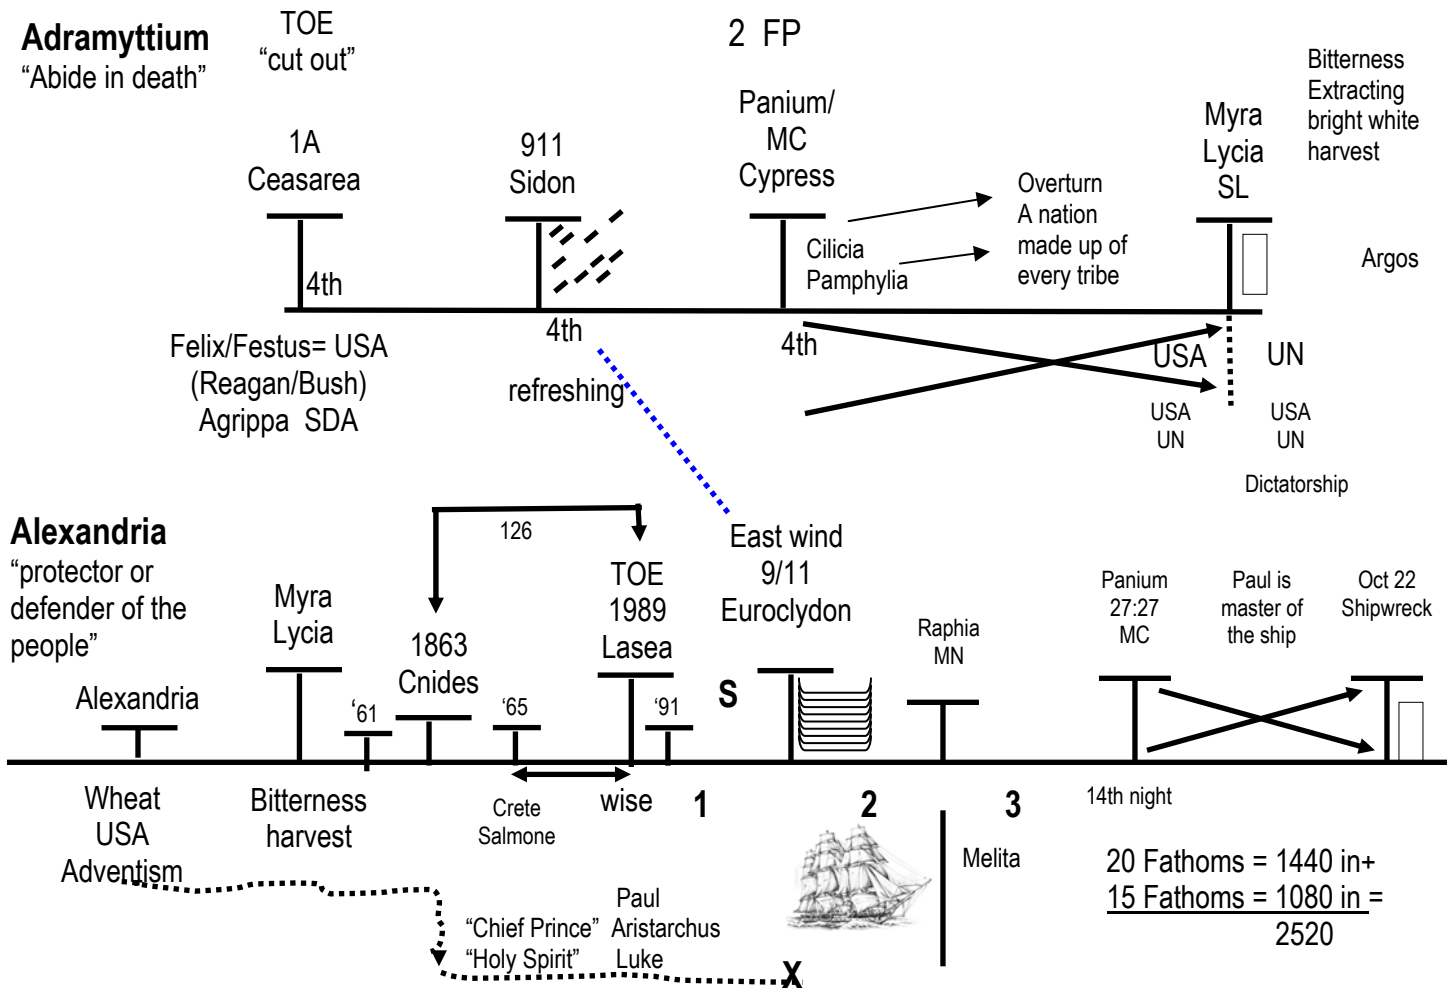 Adramyttium
"Abide in death"
TOE
"cut out"
2 FP
Bitterness
Extracting
bright white
harvest
1A
Ceasarea
911
Sidon
Panium/
MC
Cypress
Myra
Lycia
SL
Overturn
A nation
made up of
every tribe
Cilicia
Pamphylia
Argos
4th
4th
4th
Felix/Festus= USA
(Reagan/Bush)
Agrippa SDA
refreshing
USA
UN
USA
UN
USA
UN
Dictatorship
Alexandria
"protector or
defender of the
people"
126
Alexandria
Myra
Lycia
'61
1863
Cnides
'65
TOE
1989
Lasea
'91
S
East wind
9/11
Euroclydon
Raphia
MN
Panium
27:27
MC
Paul is
master of
the ship
Oct 22
Shipwreck
Wheat
USA
Adventism
Bitterness
harvest
Crete
Salmone
wise
1
2
3
14th night
Melita
"Chief Prince"
"Holy Spirit"
Paul
Aristarchus
Luke
X
20 Fathoms = 1440 in+
15 Fathoms = 1080 in =
2520